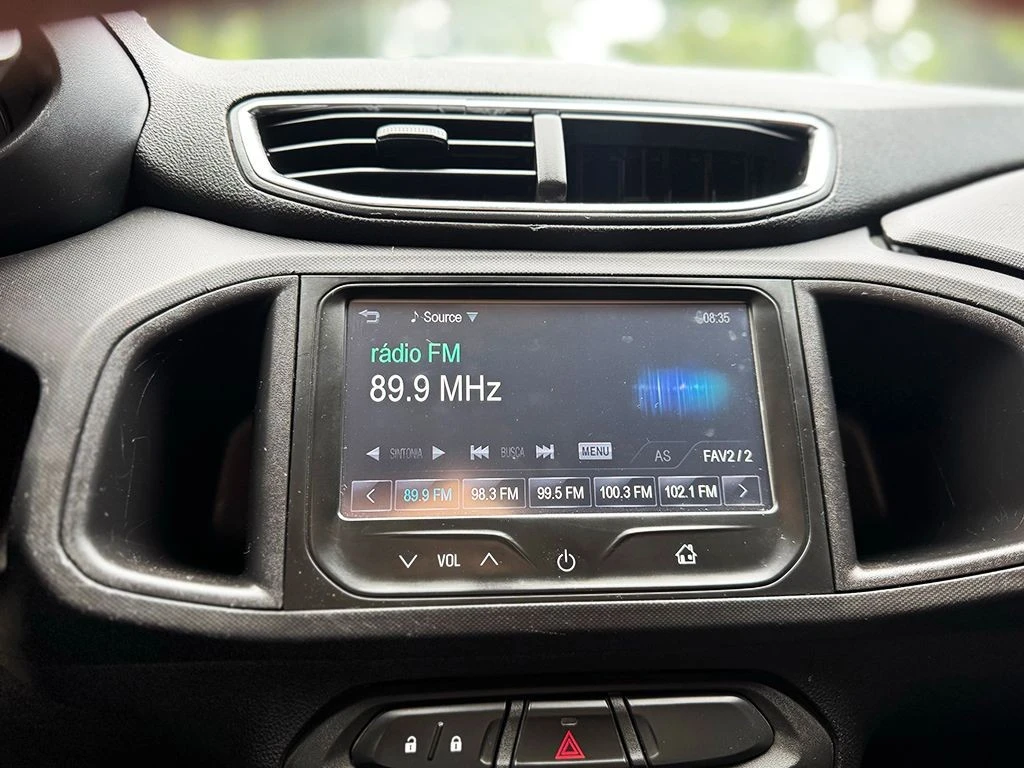 Source 08:35
rádio FM
89.9 MHz
SINTONIA BUSCA MENU AS FAV2/2
89.9 FM 98.3 FM 99.5 FM 100.3 FM 102.1 FM
VOL